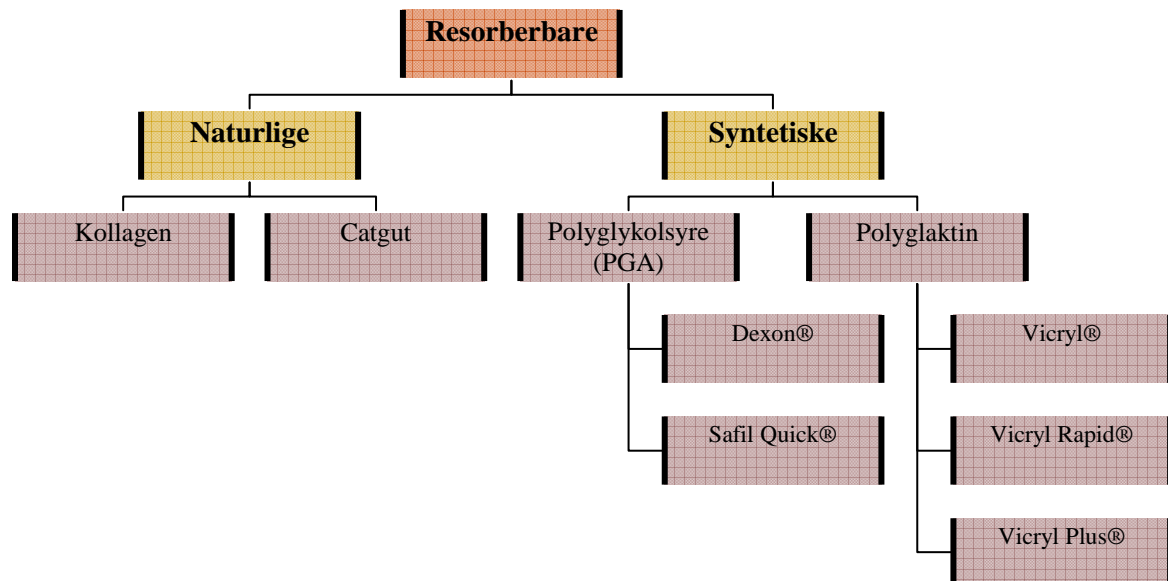 Resorberbare
Naturlige
Syntetiske
Kollagen
Catgut
Polyglykolsyre
(PGA)
Polyglaktin
Dexon®
Vicryl®
Safil Quick®
Vicryl Rapid®
Vicryl Plus®